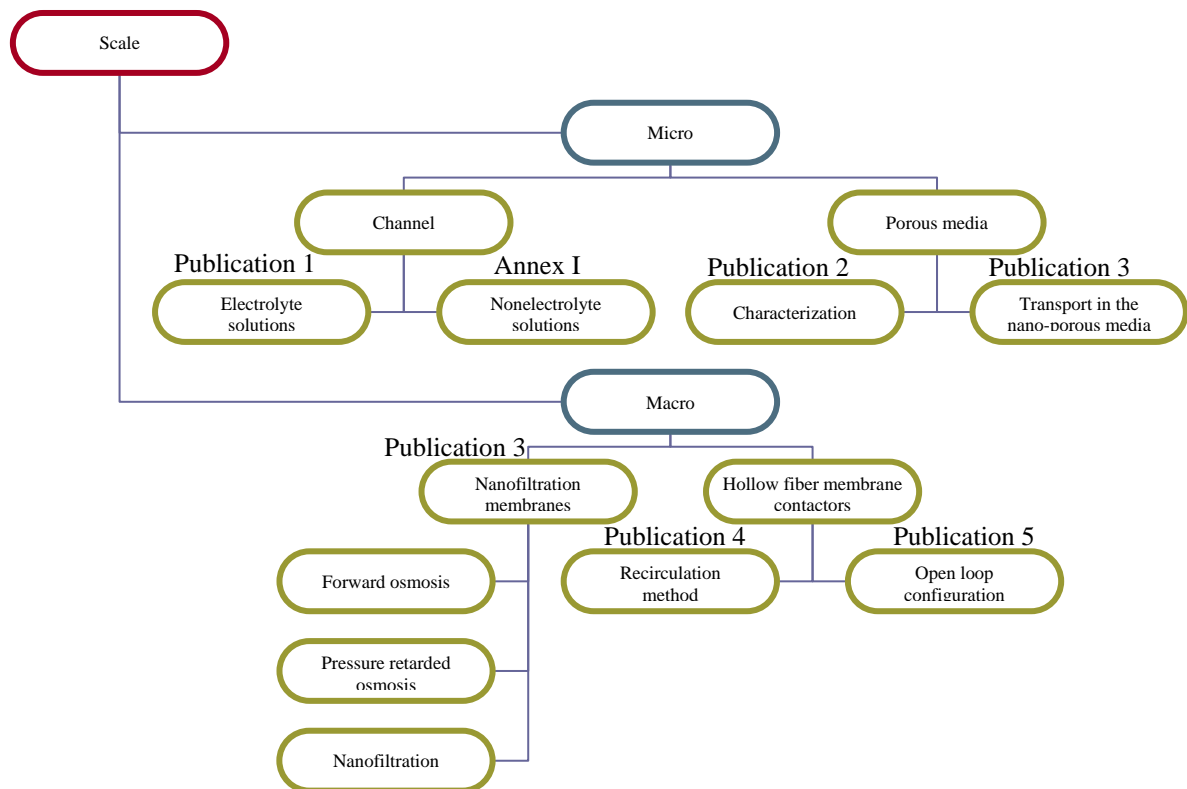 Scale
Micro
Channel
Porous media
Publication 1
Annex I
Publication 2
Publication 3
Electrolyte
solutions
Nonelectrolyte
solutions
Characterization
Transport in the
nano-porous media
Macro
Publication 3
Nanofiltration
membranes
Hollow fiber membrane
contactors
Publication 4
Publication 5
Forward osmosis
Recirculation
method
Open loop
configuration
Pressure retarded
osmosis
Nanofiltration